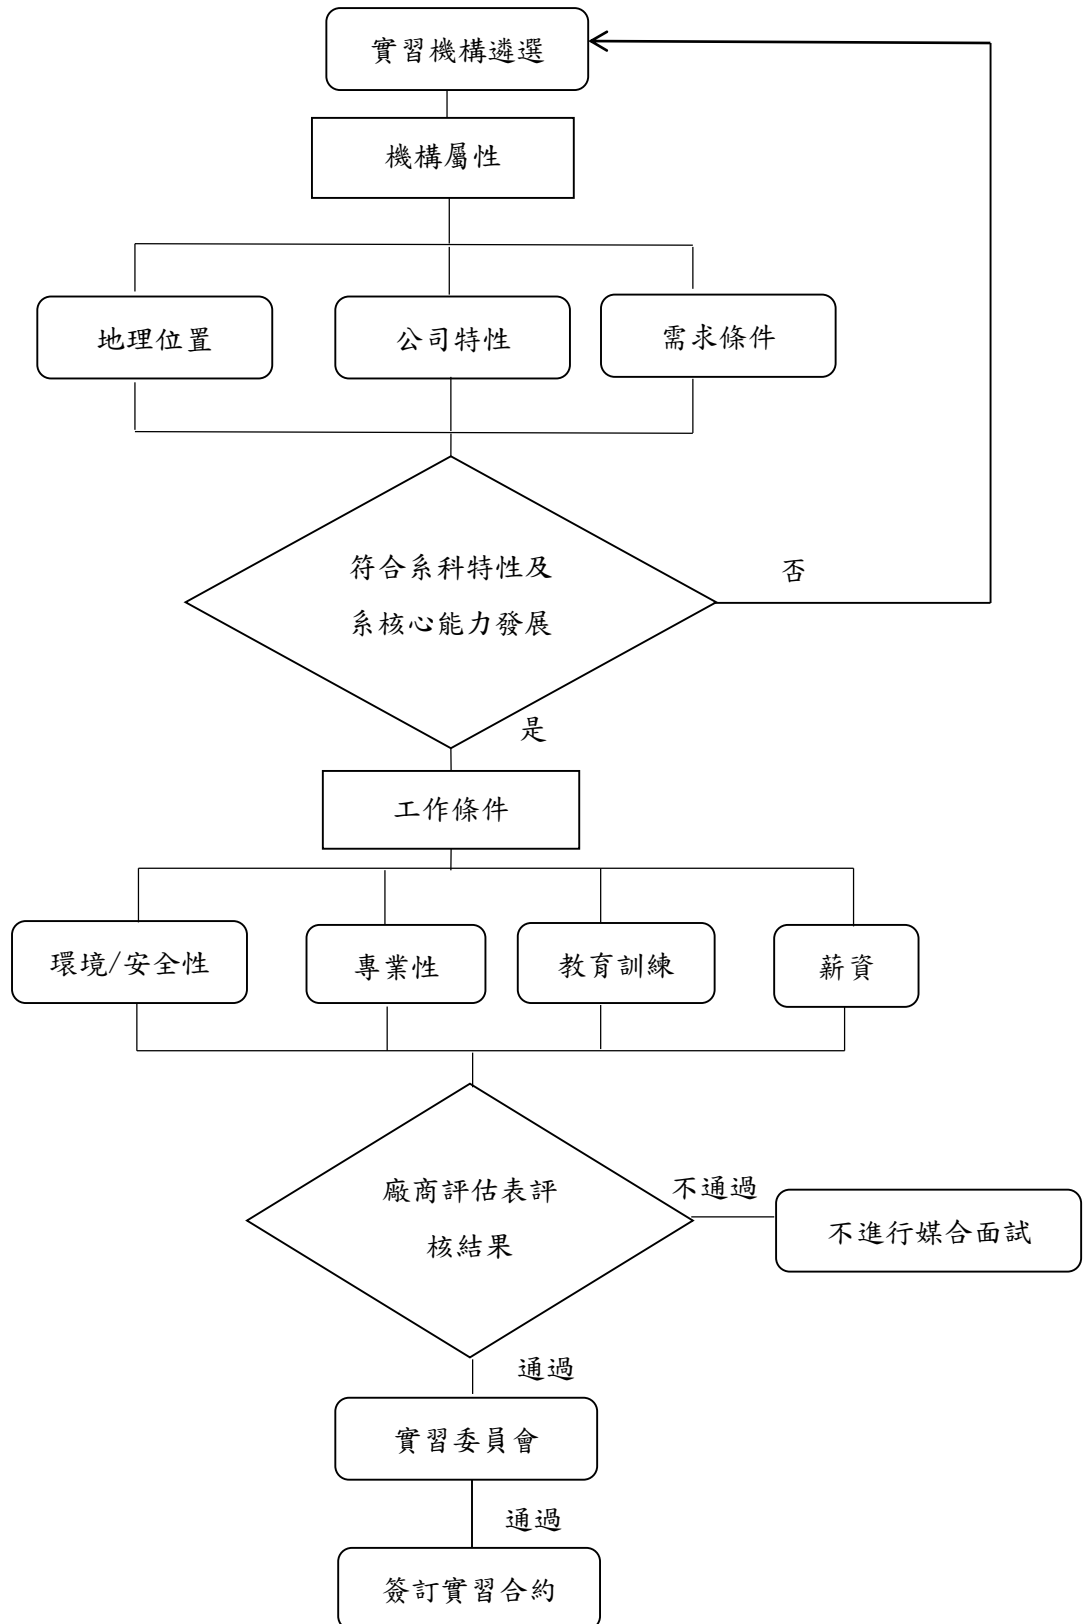 實習機構遴選
機構屬性
地理位置
公司特性
需求條件
符合系科特性及
系核心能力發展
否
是
工作條件
環境/安全性
專業性
教育訓練
薪資
廠商評估表評
核結果
不通過
不進行媒合面試
通過
實習委員會
通過
簽訂實習合約